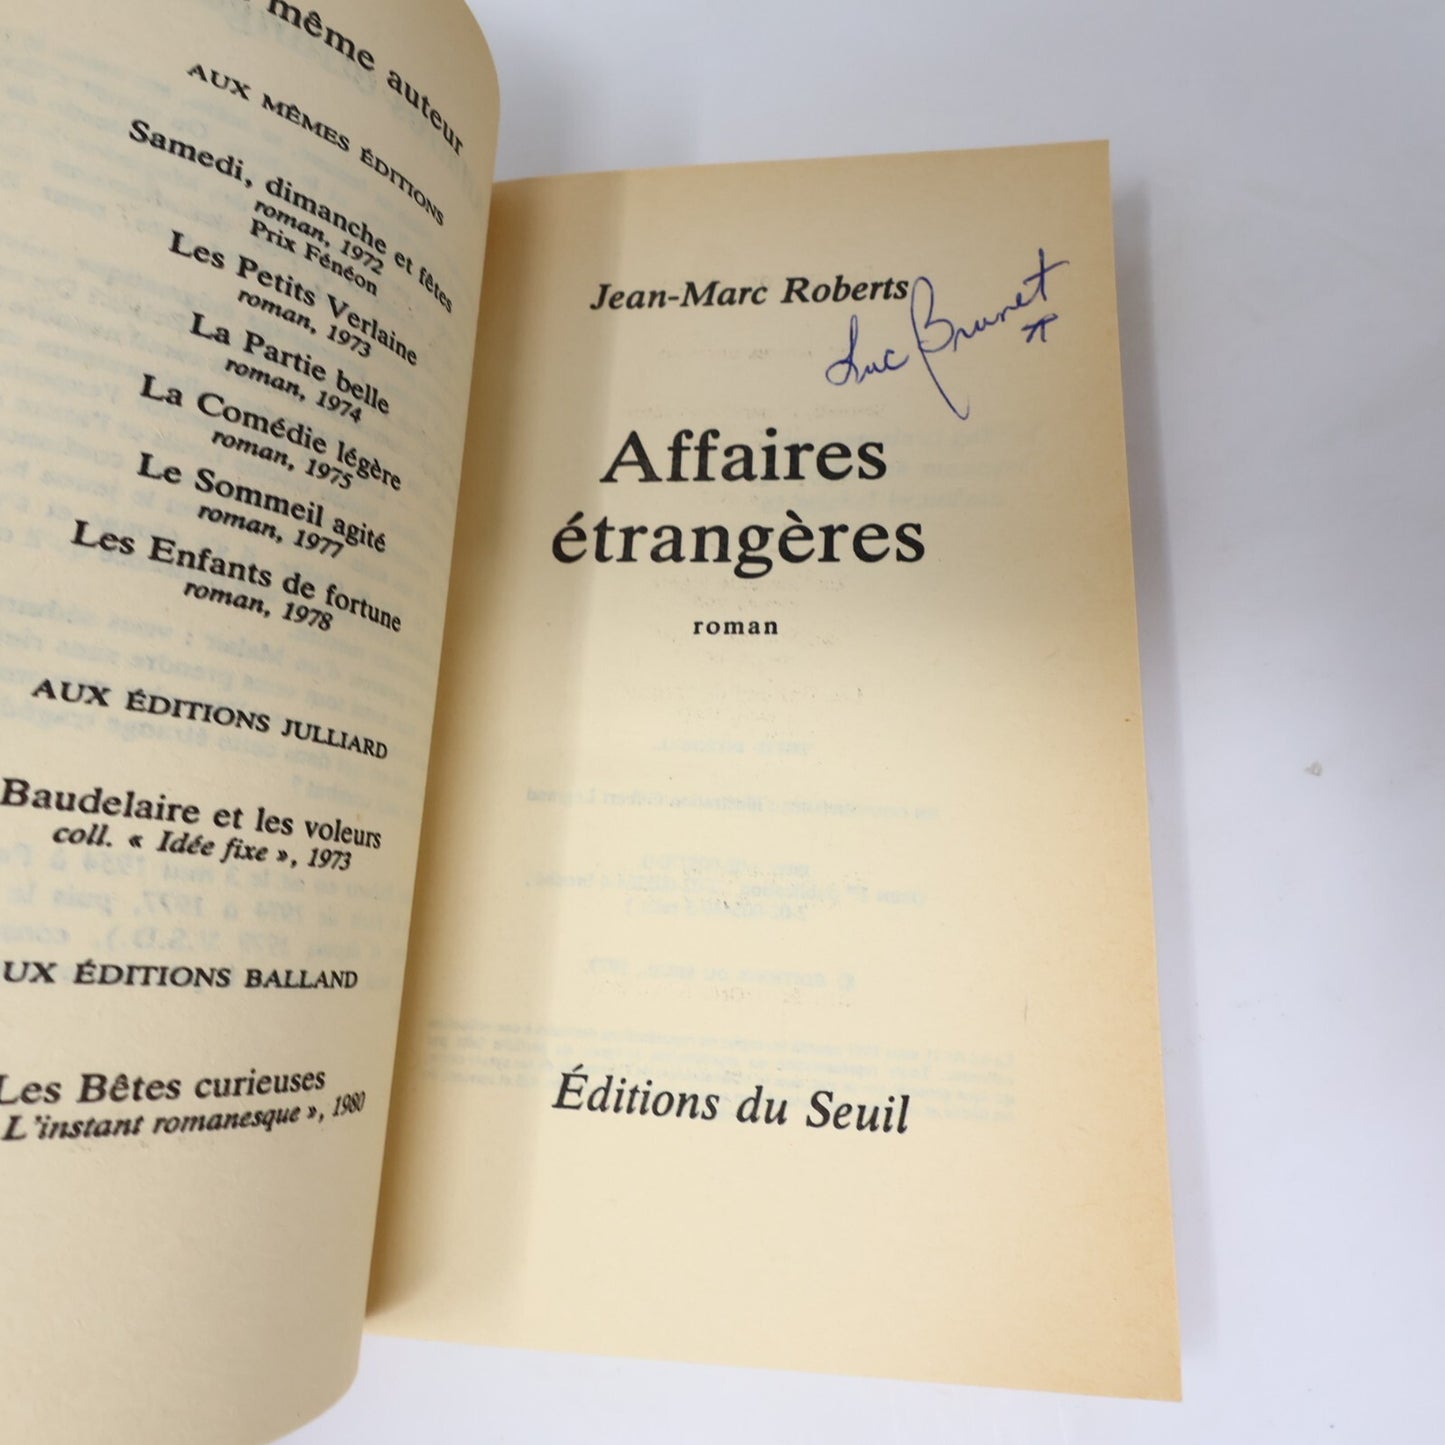 même auteur
AUX MÊMES ÉDITIONS
Samedi, dimanche et fêtes
roman, 1972
Prix Fénéon
Les Petits Verlaine
roman, 1973
La Partie belle
roman, 1974
La Comédie légère
roman, 1975
Le Sommeil agité
roman, 1977
Les Enfants de fortune
roman, 1978
AUX ÉDITIONS JULLIARD
Baudelaire et les voleurs
coll. « Idée fixe », 1973
UX ÉDITIONS BALLAND
Les Bêtes curieuses
L'instant romanesque », 1980
Jean-Marc Roberts
Luc Brunet
Affaires
étrangères
roman
Éditions du Seuil